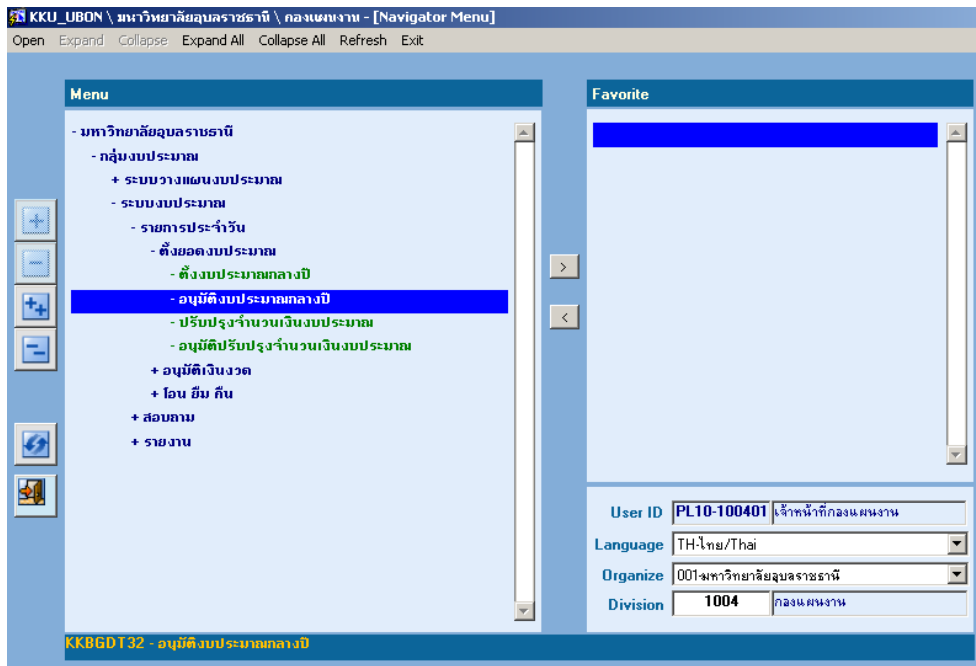 KKU_UBON \ มหาวิทยาลัยอุบลราชธานี \ กองแผนงาน - [Navigator Menu]
Open Expand Collapse Expand All Collapse All Refresh Exit
Menu
- มหาวิทยาลัยอุบลราชธานี
- กลุ่มงบประมาณ
+ ระบบวางแผนงบประมาณ
- ระบบงบประมาณ
- รายการประจำวัน
- ตั้งยอดงบประมาณ
- ตั้งงบประมาณกลางปี
- อนุมัติงบประมาณกลางปี
- ปรับปรุงจำนวนเงินงบประมาณ
- อนุมัติปรับปรุงจำนวนเงินงบประมาณ
+ อนุมัติเงินงวด
+ โอน ยืม คืน
+ สอบถาม
+ รายงาน
Favorite
>
<
User ID PL10-100401 เจ้าหน้าที่กองแผนงาน
Language TH-ไทย/Thai
Organize 001-มหาวิทยาลัยอุบลราชธานี
Division 1004 กองแผนงาน
KKBGDT32 - อนุมัติงบประมาณกลางปี